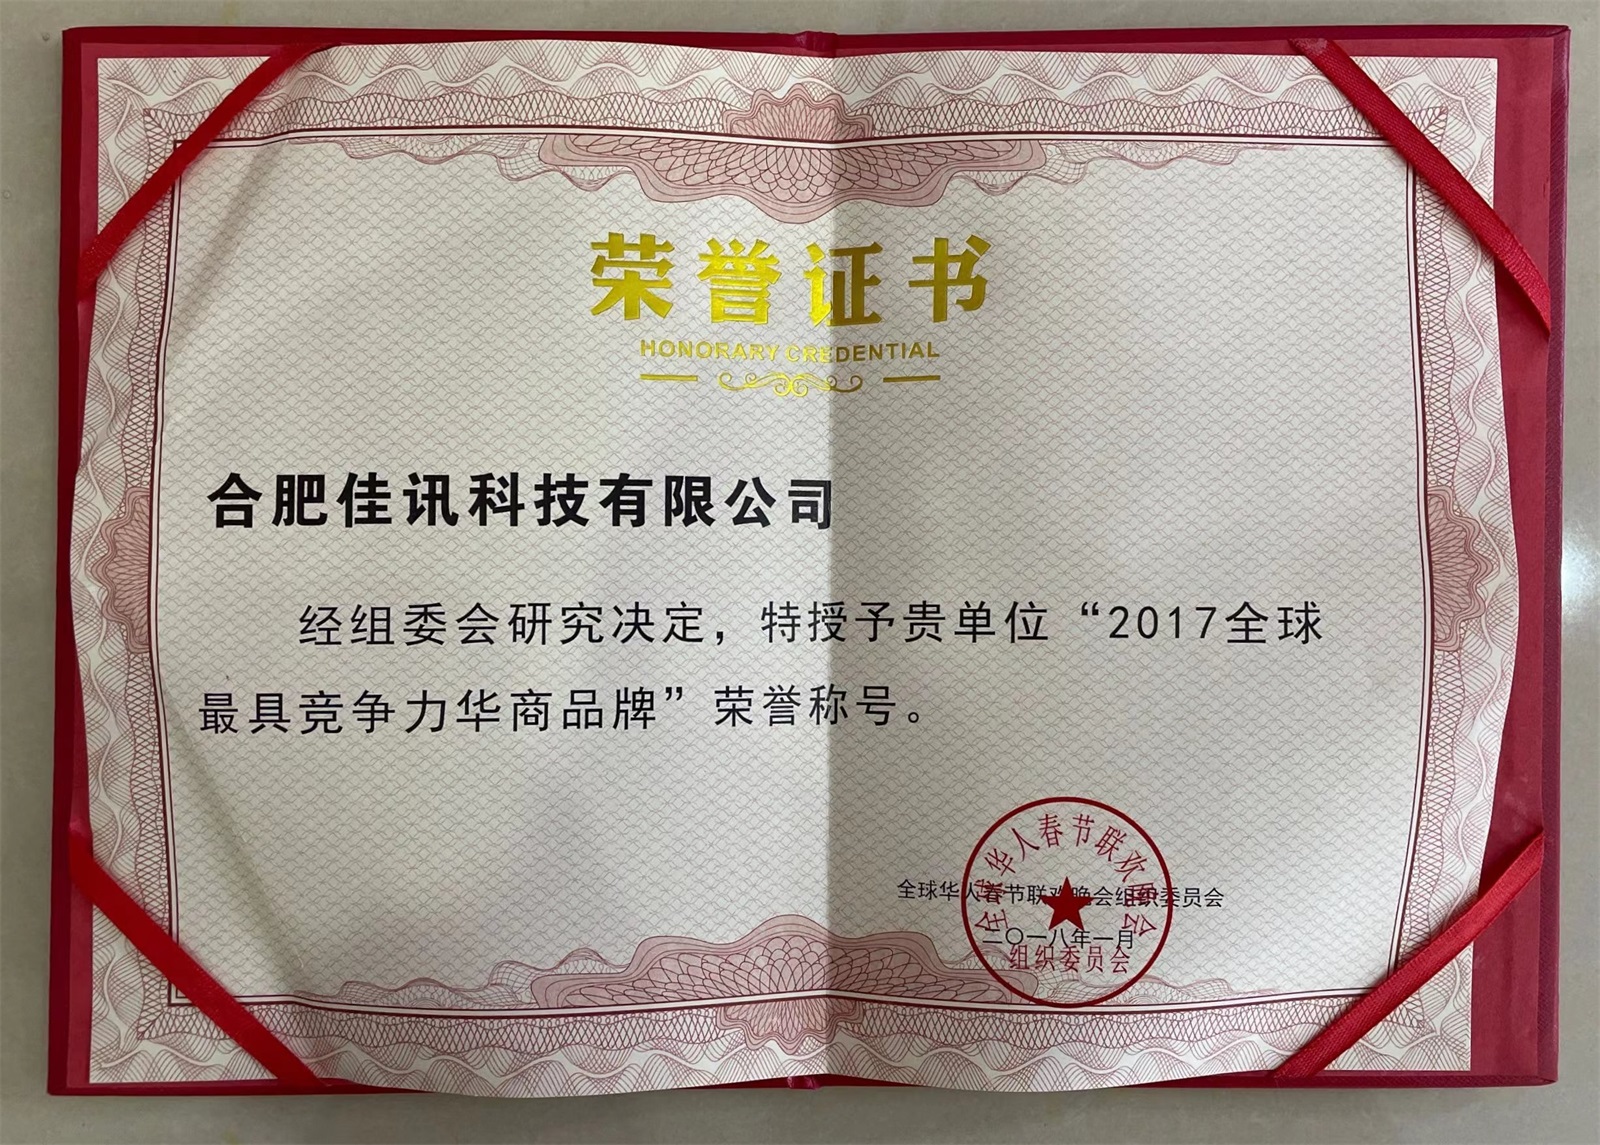 荣誉证书
HONORARY CREDENTIAL
合肥佳讯科技有限公司
经组委会研究决定，特授予贵单位“2017全球
最具竞争力华商品牌”荣誉称号。
全球华人春节联欢晚会组织委员会
二〇一八年一月
全球华人春节联欢晚会
组织委员会